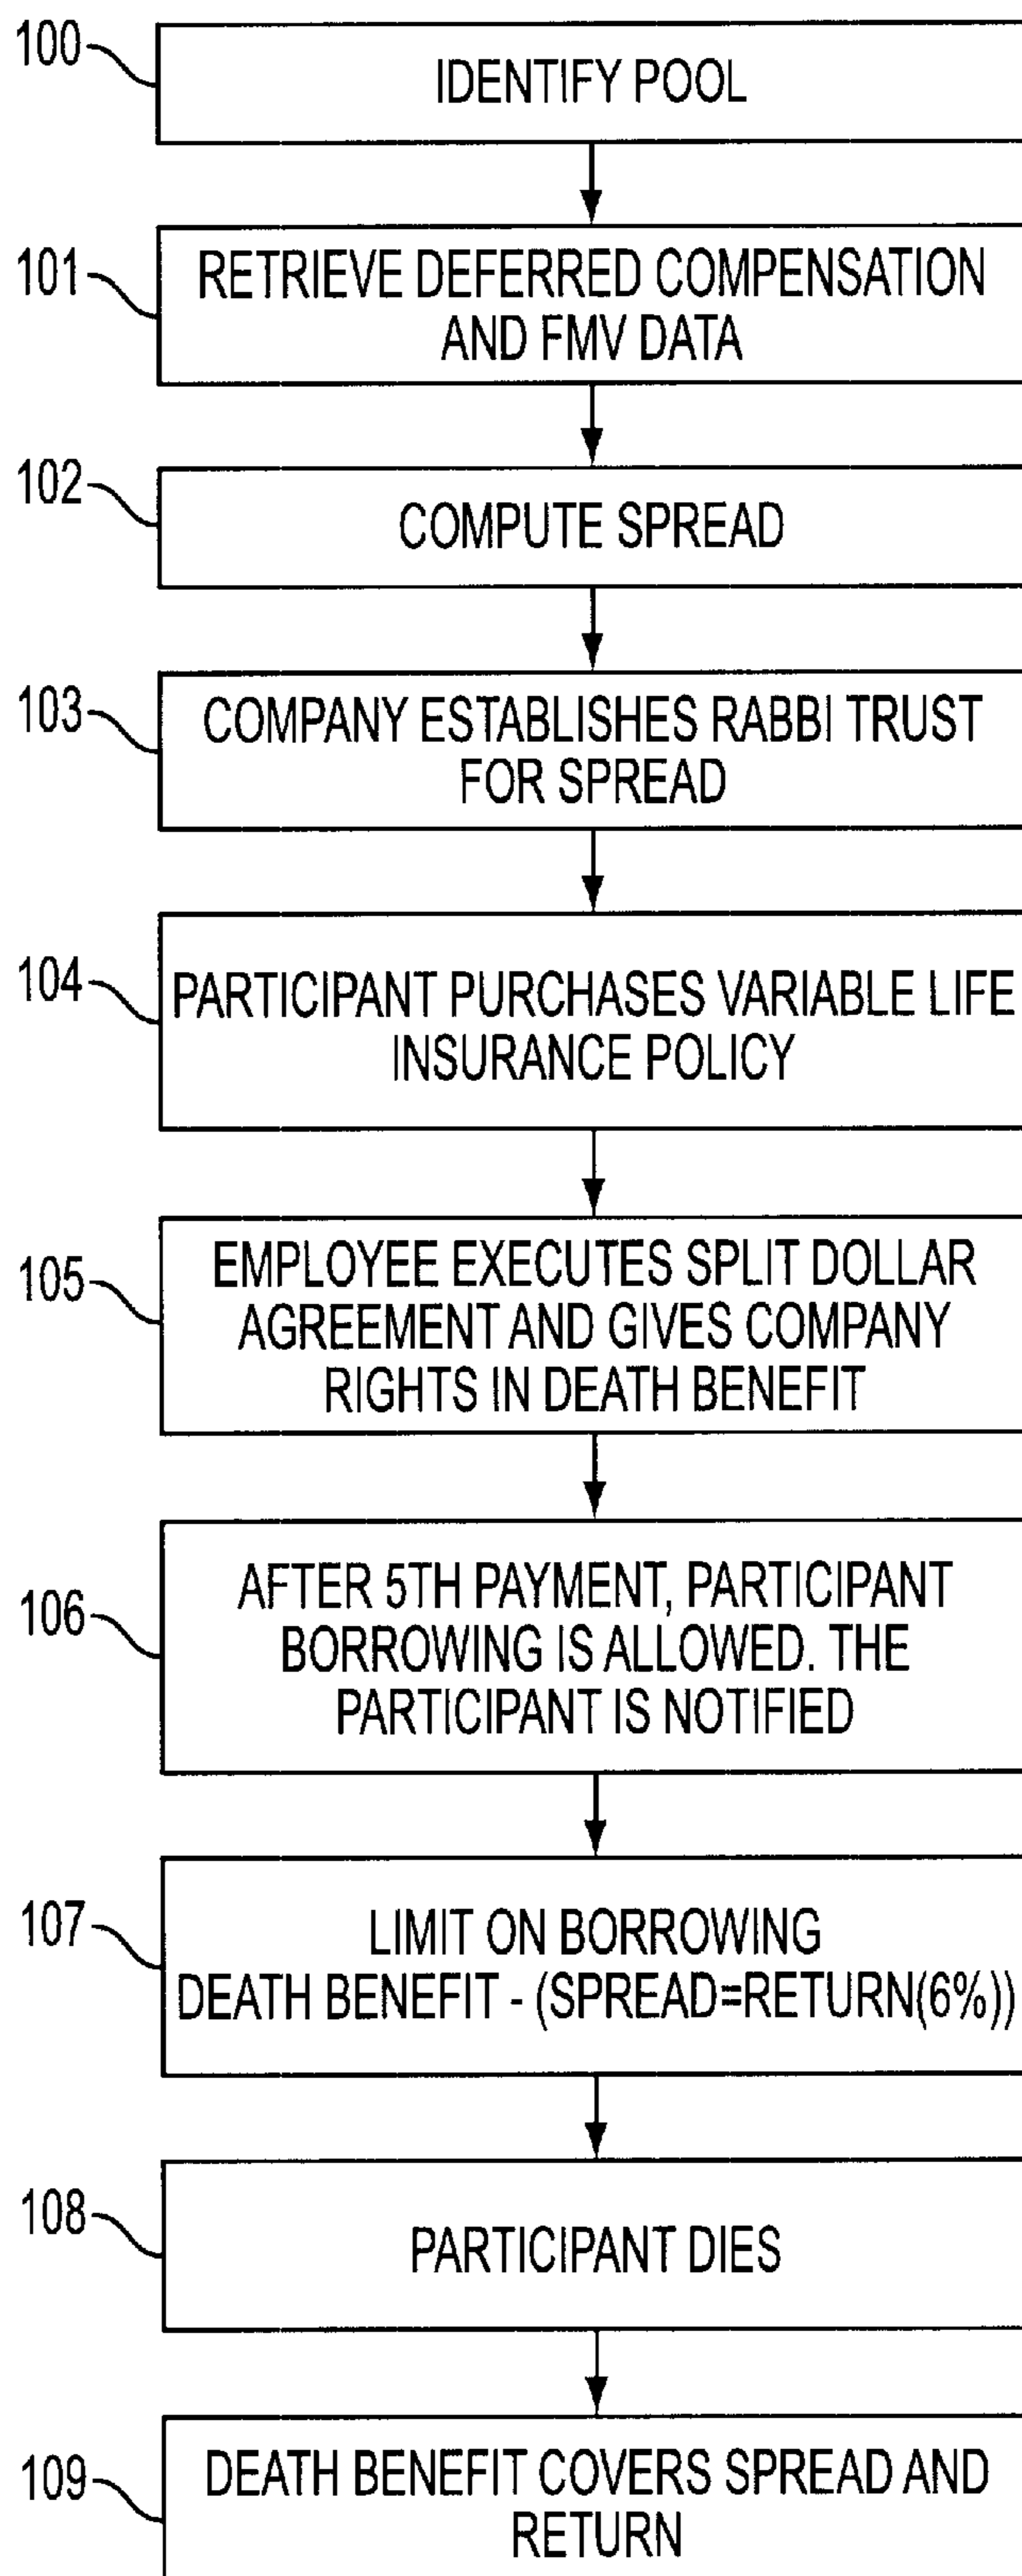 100
IDENTIFY POOL
101
RETRIEVE DEFERRED COMPENSATION
AND FMV DATA
102
COMPUTE SPREAD
103
COMPANY ESTABLISHES RABBI TRUST
FOR SPREAD
104
PARTICIPANT PURCHASES VARIABLE LIFE
INSURANCE POLICY
105
EMPLOYEE EXECUTES SPLIT DOLLAR
AGREEMENT AND GIVES COMPANY
RIGHTS IN DEATH BENEFIT
106
AFTER 5TH PAYMENT, PARTICIPANT
BORROWING IS ALLOWED. THE
PARTICIPANT IS NOTIFIED
107
LIMIT ON BORROWING
DEATH BENEFIT - (SPREAD=RETURN(6%))
108
PARTICIPANT DIES
109
DEATH BENEFIT COVERS SPREAD AND
RETURN